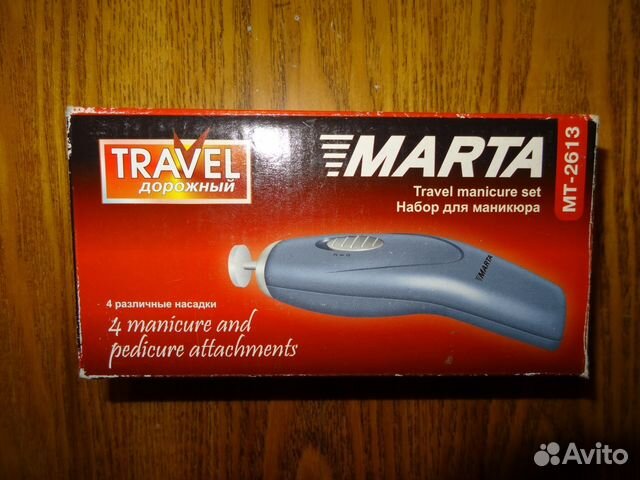 TRAVEL
дорожный
MARTA
Travel manicure set
Набор для маникюра
MT-2613
MARTA
4 различные насадки
4 manicure and
pedicure attachments
Avito